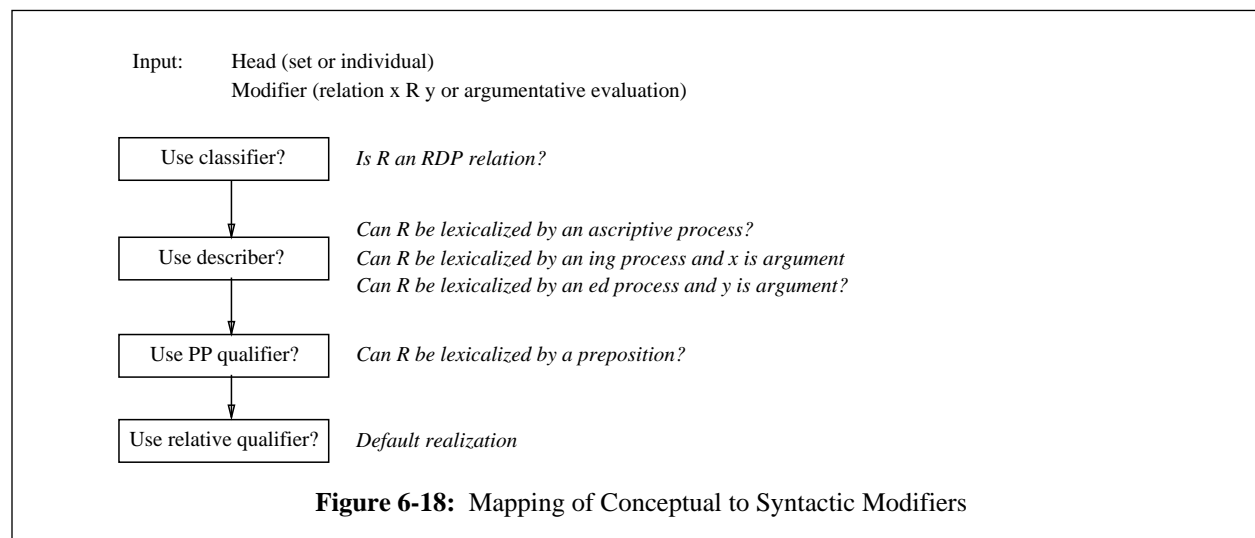 Input: Head (set or individual)
Modifier (relation x R y or argumentative evaluation)
Use classifier? Is R an RDP relation?
Can R be lexicalized by an ascriptive process?
Use describer? Can R be lexicalized by an ing process and x is argument
Can R be lexicalized by an ed process and y is argument?
Use PP qualifier? Can R be lexicalized by a preposition?
Use relative qualifier? Default realization
Figure 6-18: Mapping of Conceptual to Syntactic Modifiers